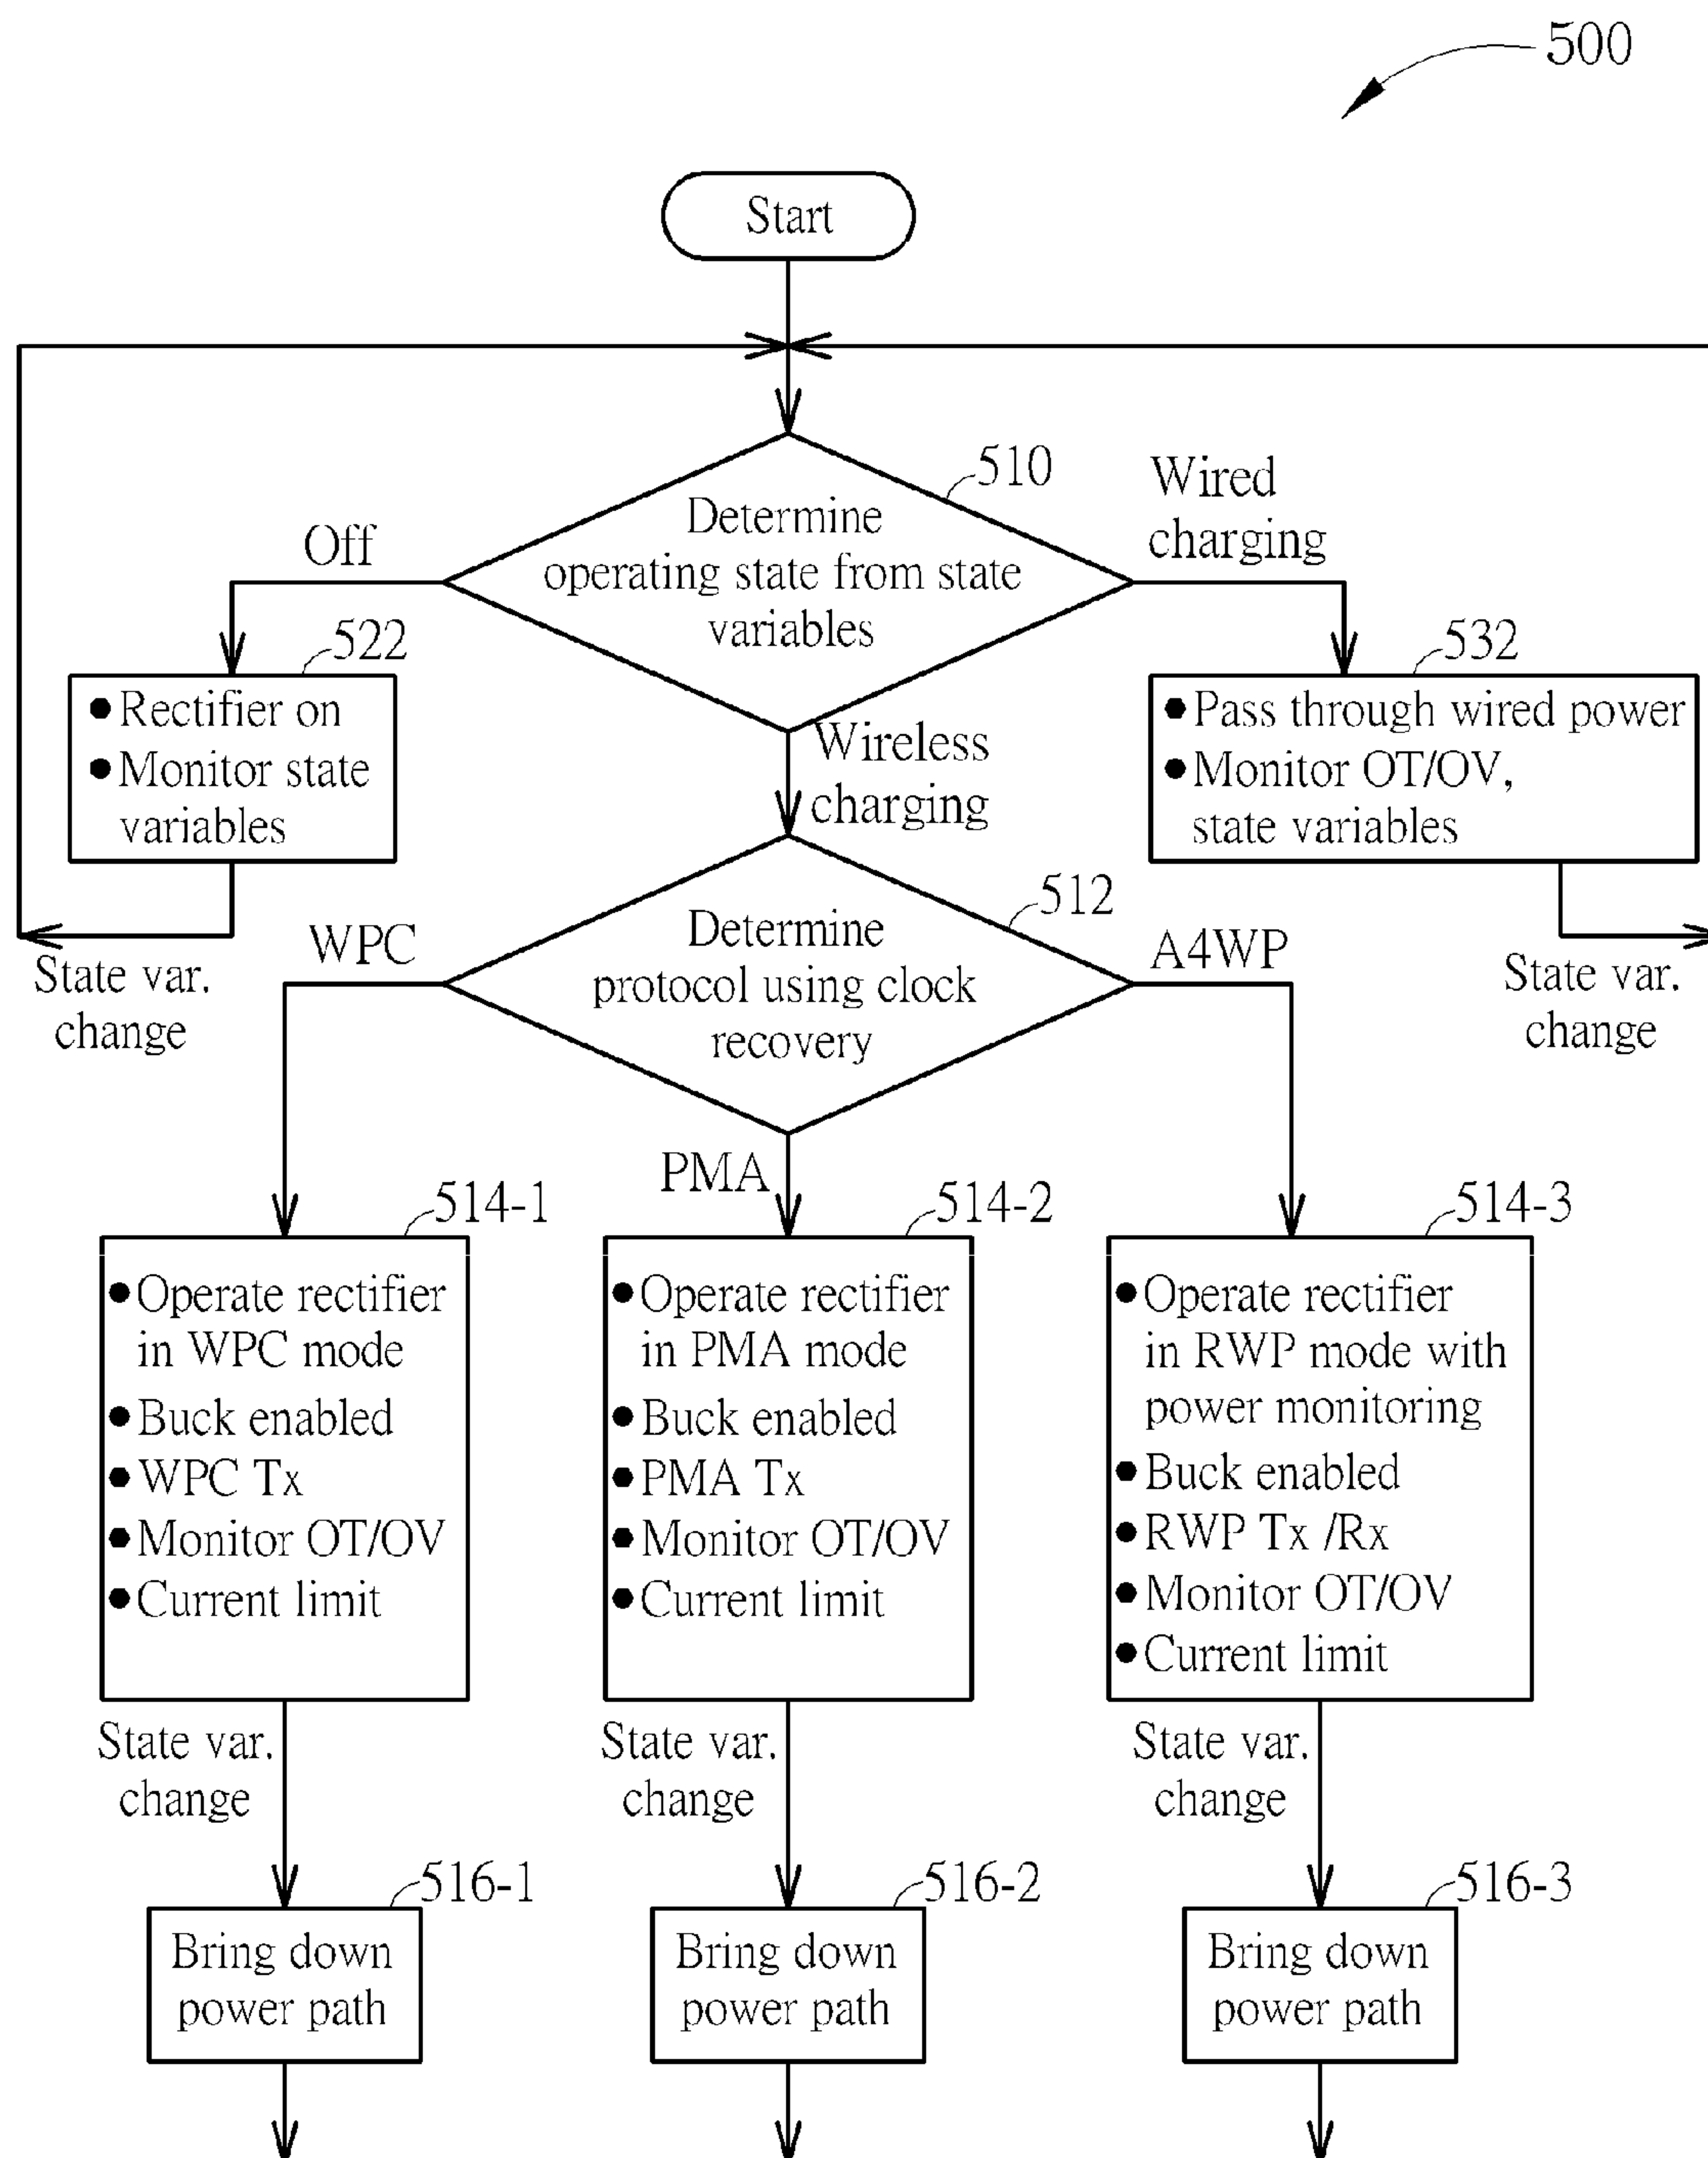 500
Start
510
Determine
operating state from state
variables
Off
Wired
charging
522
• Rectifier on
• Monitor state
variables
State var.
change
532
• Pass through wired power
• Monitor OT/OV,
state variables
State var.
change
Wireless
charging
512
Determine
protocol using clock
recovery
WPC
PMA
A4WP
514-1
• Operate rectifier
in WPC mode
• Buck enabled
• WPC Tx
• Monitor OT/OV
• Current limit
514-2
• Operate rectifier
in PMA mode
• Buck enabled
• PMA Tx
• Monitor OT/OV
• Current limit
514-3
• Operate rectifier
in RWP mode with
power monitoring
• Buck enabled
• RWP Tx /Rx
• Monitor OT/OV
• Current limit
State var.
change
State var.
change
State var.
change
516-1
Bring down
power path
516-2
Bring down
power path
516-3
Bring down
power path